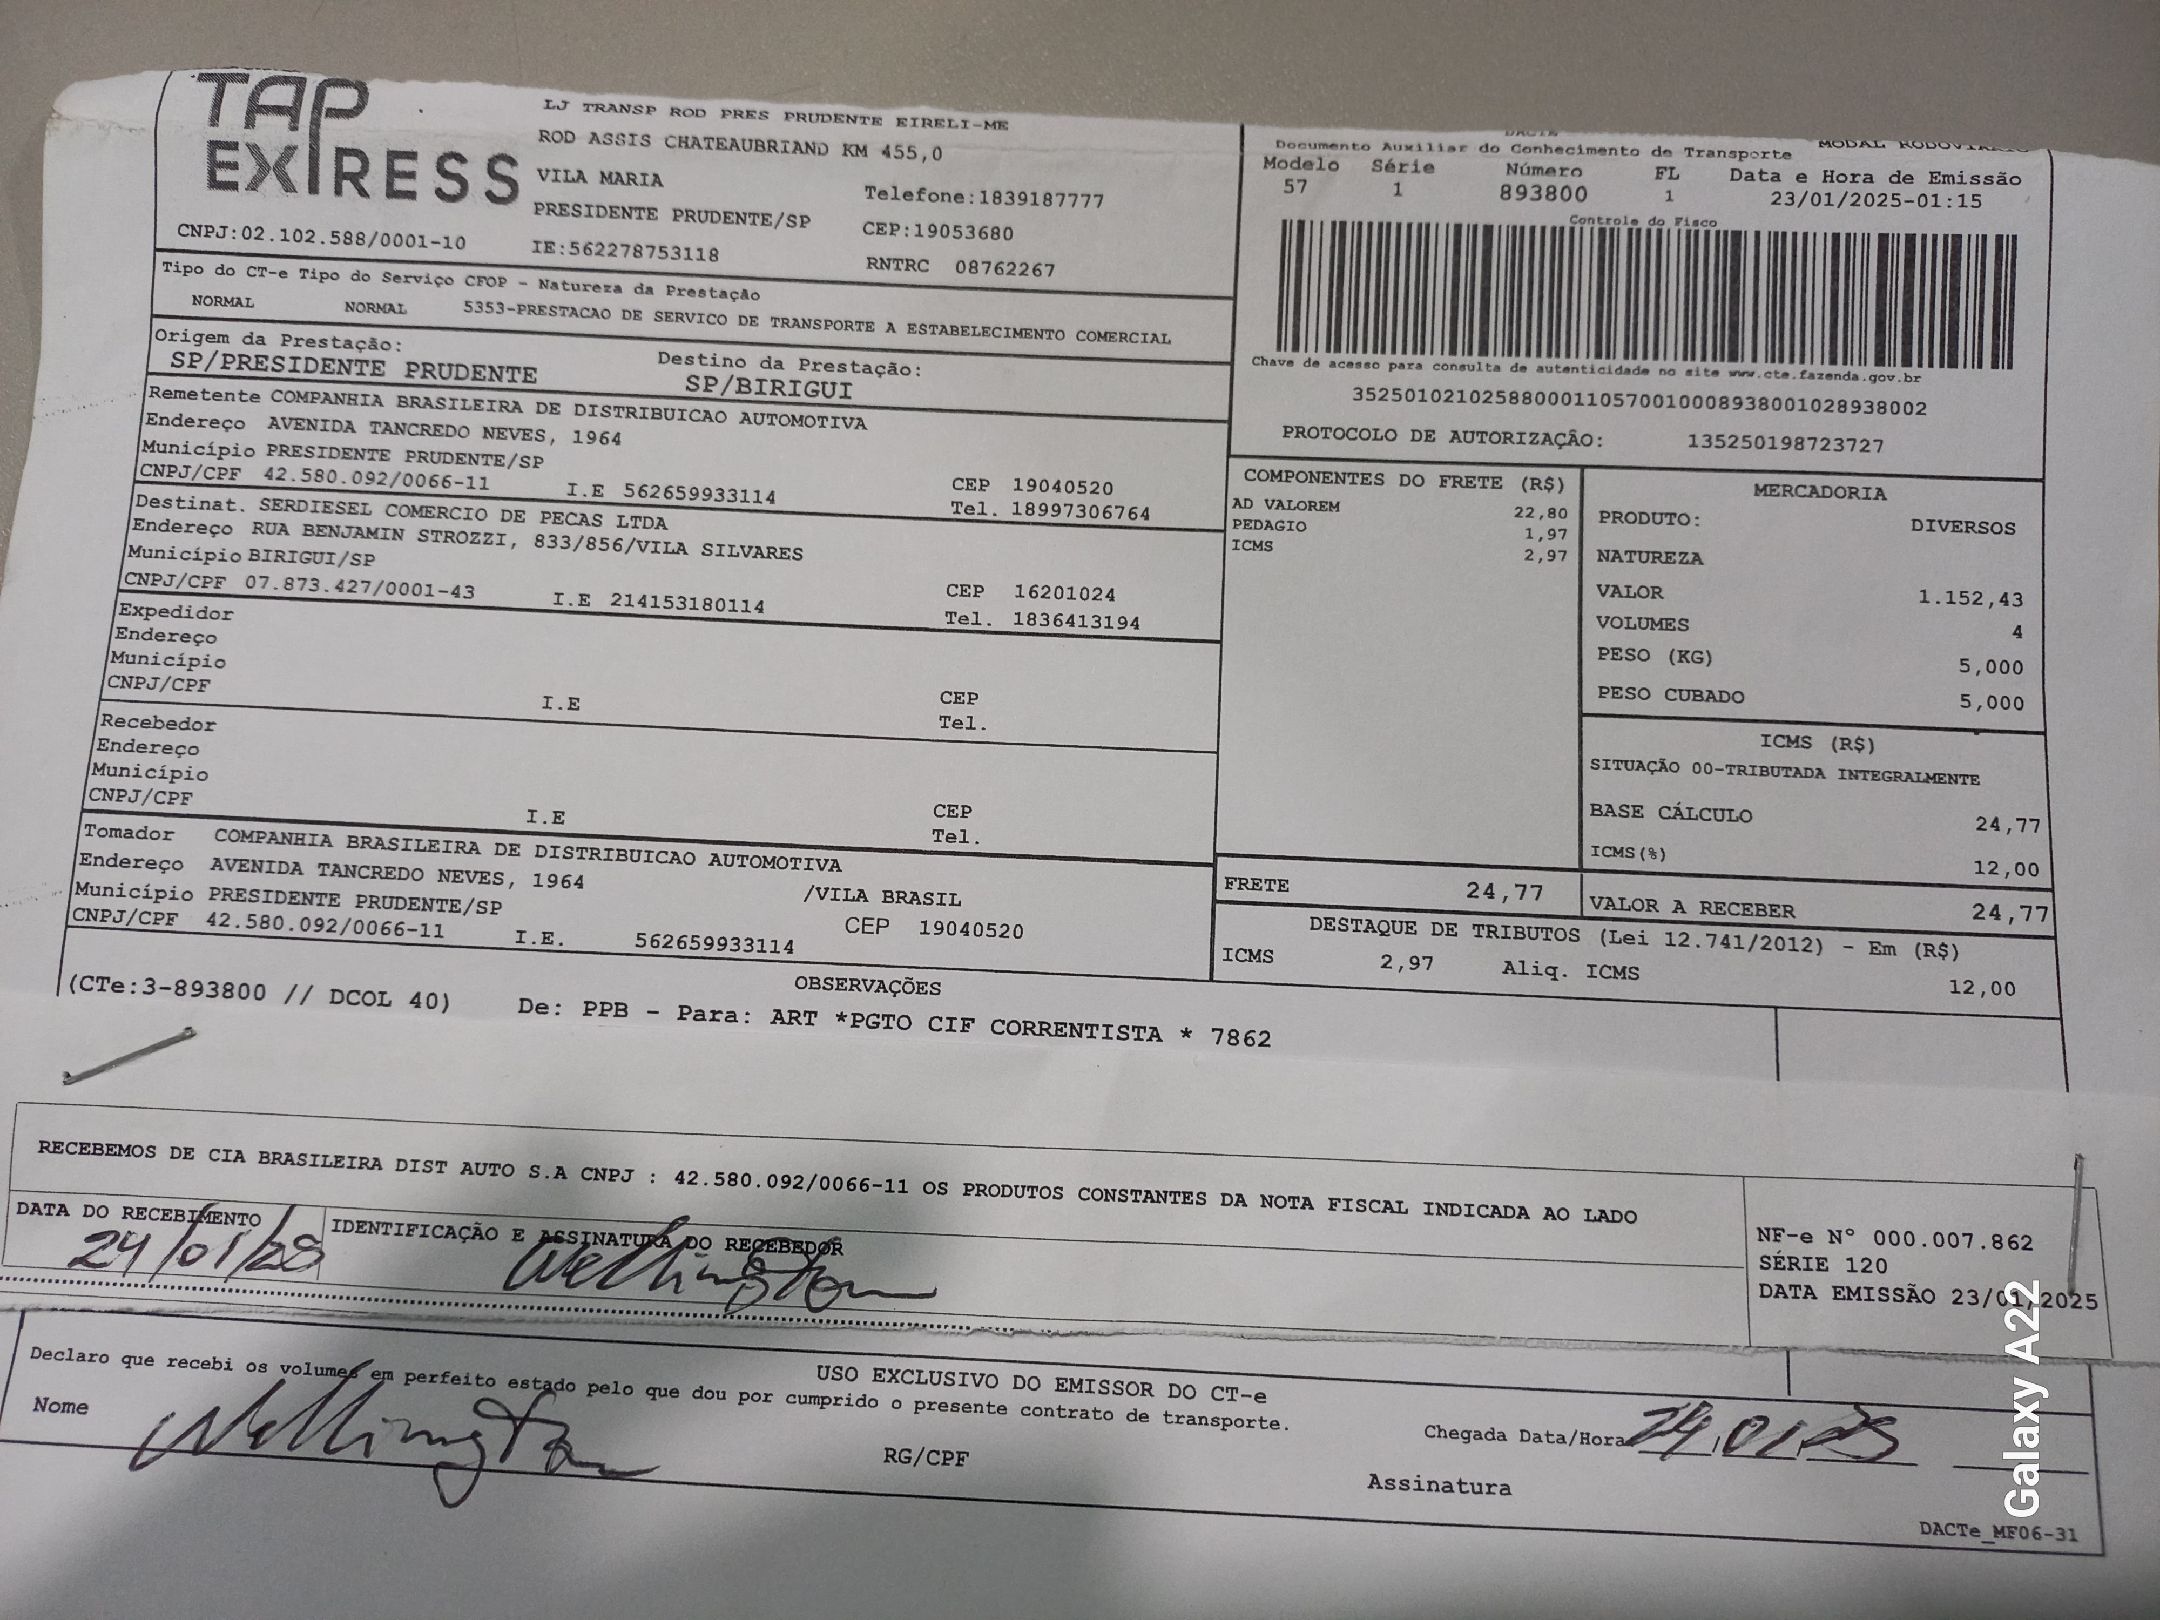 TAP EXPRESS
LJ TRANSP ROD PRES PRUDENTE EIRELI-ME
ROD ASSIS CHATEAUBRIAND KM 455,0
VILA MARIA
Telefone:1839187777
PRESIDENTE PRUDENTE/SP
CEP:19053680
CNPJ:02.102.588/0001-10
IE:562278753118
RNTRC 08762267
Tipo do CT-e Tipo do Serviço CFOP - Natureza da Prestação
NORMAL NORMAL 5353-PRESTACAO DE SERVICO DE TRANSPORTE A ESTABELECIMENTO COMERCIAL
Origem da Prestação:
SP/PRESIDENTE PRUDENTE
Destino da Prestação:
SP/BIRIGUI
DACTE
MODAL RODOVIÁRIO
Documento Auxiliar do Conhecimento de Transporte
Modelo Série Número FL Data e Hora de Emissão
57 1 893800 1 23/01/2025-01:15
Controle do Fisco
Chave de acesso para consulta de autenticidade no site www.cte.fazenda.gov.br
35250102102588000110570010008938001028938002
PROTOCOLO DE AUTORIZAÇÃO: 135250198723727
Remetente COMPANHIA BRASILEIRA DE DISTRIBUICAO AUTOMOTIVA
Endereço AVENIDA TANCREDO NEVES, 1964
Município PRESIDENTE PRUDENTE/SP
CEP 19040520
CNPJ/CPF 42.580.092/0066-11 I.E 562659933114 Tel. 18997306764
Destinat. SERDIESEL COMERCIO DE PECAS LTDA
Endereço RUA BENJAMIN STROZZI, 833/856/VILA SILVARES
Município BIRIGUI/SP
CEP 16201024
CNPJ/CPF 07.873.427/0001-43 I.E 214153180114 Tel. 1836413194
Expedidor
Endereço
Município
CEP
CNPJ/CPF I.E Tel.
Recebedor
Endereço
Município
CEP
CNPJ/CPF I.E Tel.
Tomador COMPANHIA BRASILEIRA DE DISTRIBUICAO AUTOMOTIVA
Endereço AVENIDA TANCREDO NEVES, 1964 /VILA BRASIL
Município PRESIDENTE PRUDENTE/SP CEP 19040520
CNPJ/CPF 42.580.092/0066-11 I.E. 562659933114
COMPONENTES DO FRETE (R$)
AD VALOREM 22,80
PEDAGIO 1,97
ICMS 2,97
MERCADORIA
PRODUTO: DIVERSOS
NATUREZA
VALOR 1.152,43
VOLUMES 4
PESO (KG) 5,000
PESO CUBADO 5,000
ICMS (R$)
SITUAÇÃO 00-TRIBUTADA INTEGRALMENTE
BASE CÁLCULO 24,77
ICMS(%) 12,00
FRETE 24,77
VALOR A RECEBER 24,77
DESTAQUE DE TRIBUTOS (Lei 12.741/2012) - Em (R$)
ICMS 2,97 Aliq. ICMS 12,00
OBSERVAÇÕES
(CTe:3-893800 // DCOL 40) De: PPB - Para: ART *PGTO CIF CORRENTISTA * 7862
RECEBEMOS DE CIA BRASILEIRA DIST AUTO S.A CNPJ : 42.580.092/0066-11 OS PRODUTOS CONSTANTES DA NOTA FISCAL INDICADA AO LADO
DATA DO RECEBIMENTO
24/01/25
IDENTIFICAÇÃO E ASSINATURA DO RECEBEDOR
Wellington
NF-e Nº 000.007.862
SÉRIE 120
DATA EMISSÃO 23/01/2025
USO EXCLUSIVO DO EMISSOR DO CT-e
Declaro que recebi os volumes em perfeito estado pelo que dou por cumprido o presente contrato de transporte.
Nome Wellington
RG/CPF
Chegada Data/Hora 24/01/25
Assinatura
DACTe_MF06-31
Galaxy A22